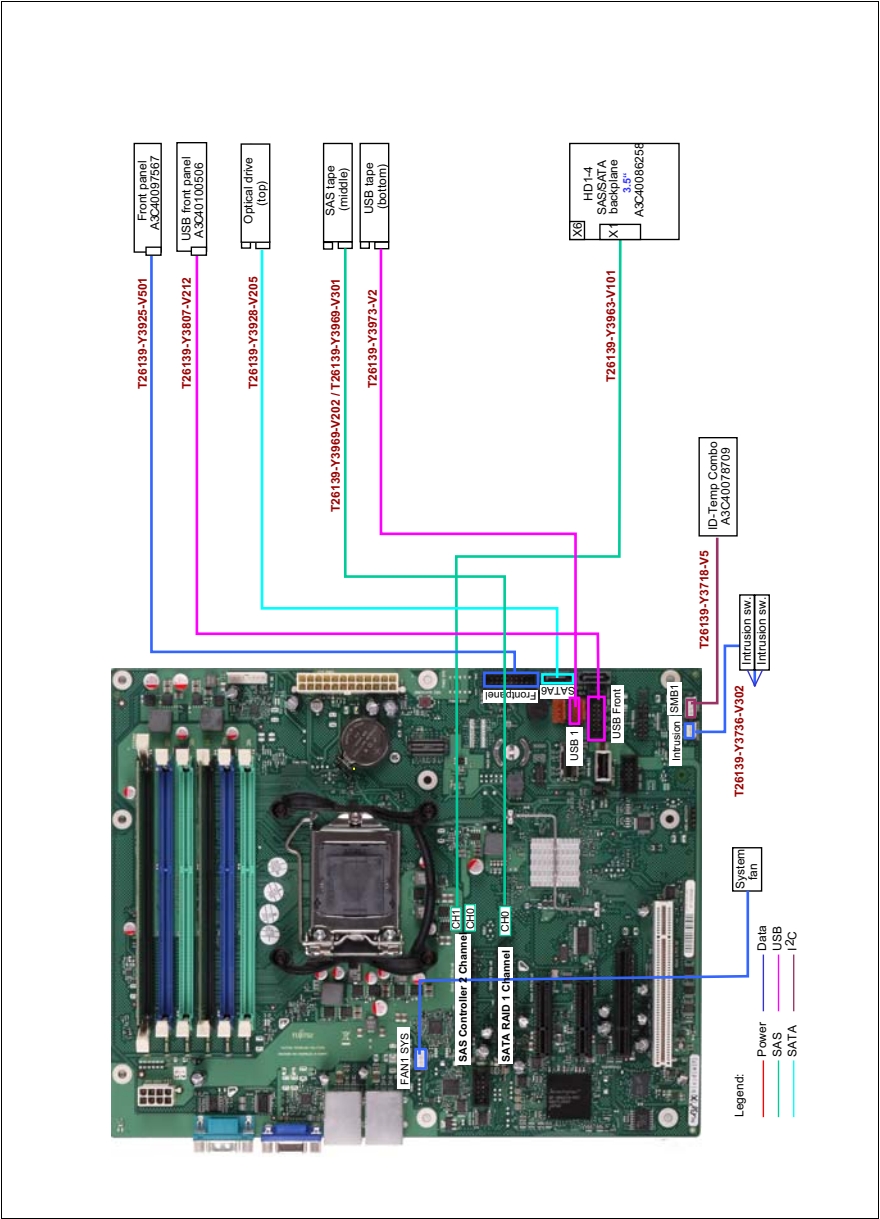 Front panel
A3C40097567
USB front panel
A3C40100506
Optical drive
(top)
SAS tape
(middle)
USB tape
(bottom)
HD1-4
SAS/SATA
backplane
3.5“
A3C40086258
X6
X1
T26139-Y3925-V501
T26139-Y3807-V212
T26139-Y3928-V205
T26139-Y3969-V202 / T26139-Y3969-V301
T26139-Y3973-V2
T26139-Y3963-V101
ID-Temp Combo
A3C40078709
T26139-Y3718-V5
Intrusion sw.
Intrusion sw.
T26139-Y3736-V302
Frontpanel
SATA6
USB 1
USB Front
Intrusion
SMB1
System
fan
CH1
CH0
SAS Controller 2 Channel
CH0
SATA RAID 1 Channel
FAN1 SYS
FUJITSU
Legend:
Power
SAS
SATA
Data
USB
I2C